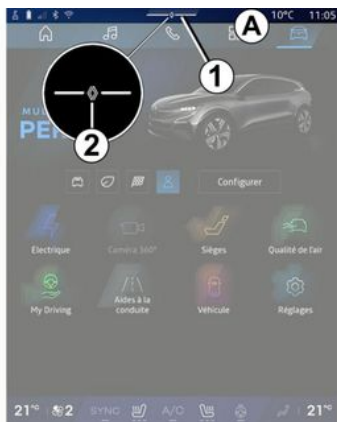 10°C 11:05
A
1
2
MUL
PER
Configurer
Electrique
Caméra 360°
Sièges
Qualité de l'air
My Driving
Aides à la
conduite
Véhicule
Réglages
21°C 2 SYNC A/C 21°C